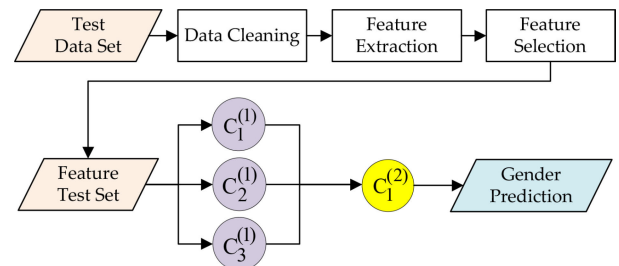 Test
Data Set
Data Cleaning
Feature
Extraction
Feature
Selection
Feature
Test Set
C₁⁽¹⁾
C₂⁽¹⁾
C₃⁽¹⁾
C₁⁽²⁾
Gender
Prediction